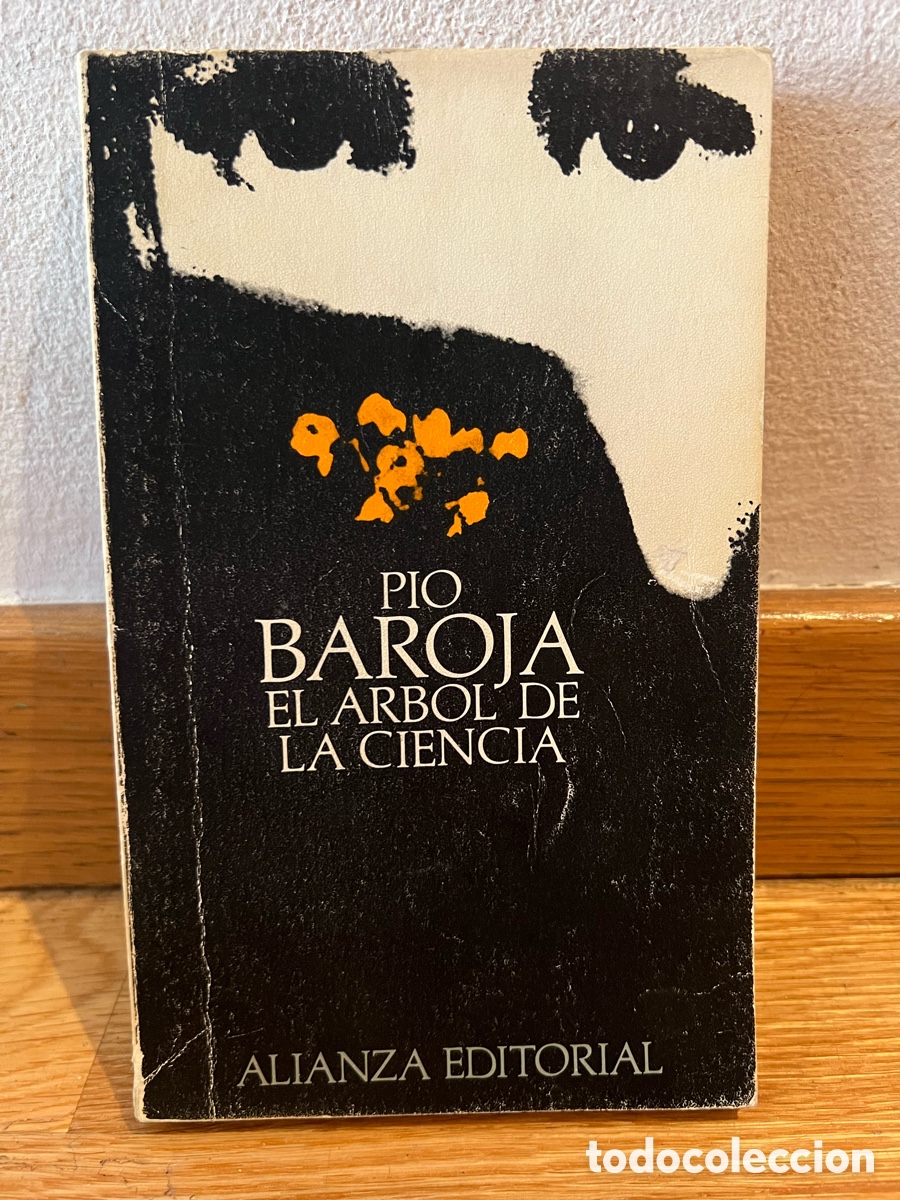 PIO
BAROJA
EL ARBOL DE
LA CIENCIA
ALIANZA EDITORIAL
todocoleccion